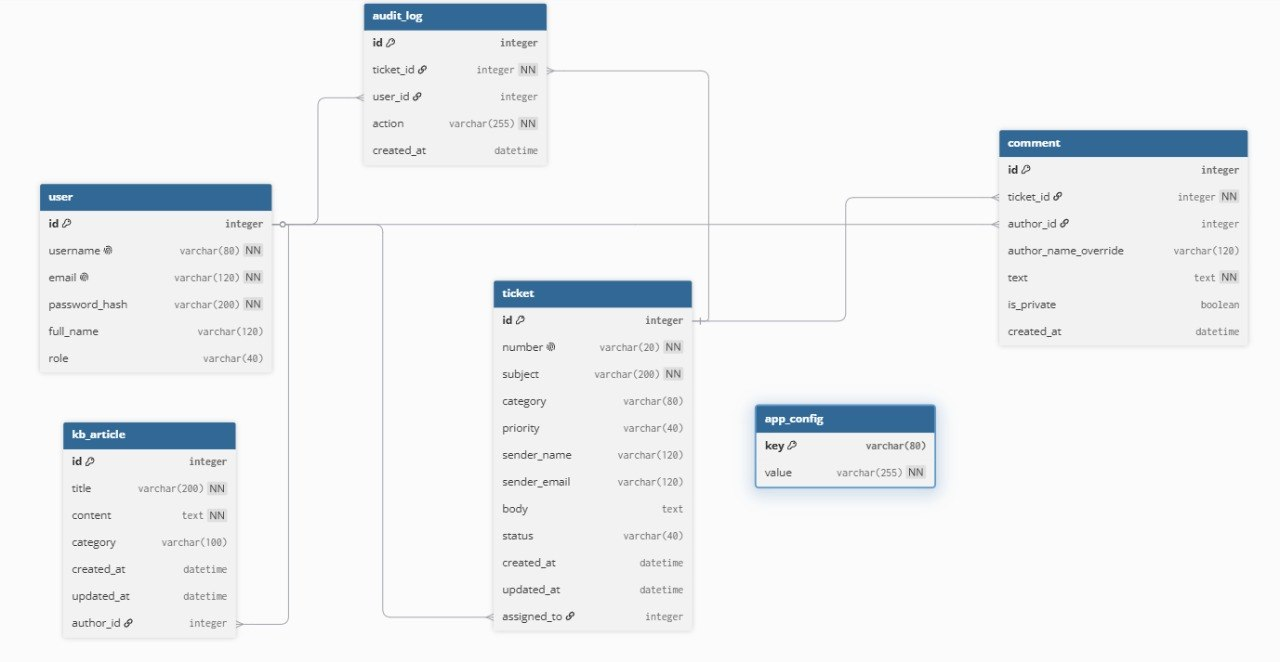 audit_log
id integer
ticket_id integer NN
user_id integer
action varchar(255) NN
created_at datetime
comment
id integer
ticket_id integer NN
author_id integer
author_name_override varchar(120)
text text NN
is_private boolean
created_at datetime
user
id integer
username varchar(80) NN
email varchar(120) NN
password_hash varchar(200) NN
full_name varchar(120)
role varchar(40)
ticket
id integer
number varchar(20) NN
subject varchar(200) NN
category varchar(80)
priority varchar(40)
sender_name varchar(120)
sender_email varchar(120)
body text
status varchar(40)
created_at datetime
updated_at datetime
assigned_to integer
app_config
key varchar(80)
value varchar(255) NN
kb_article
id integer
title varchar(200) NN
content text NN
category varchar(100)
created_at datetime
updated_at datetime
author_id integer